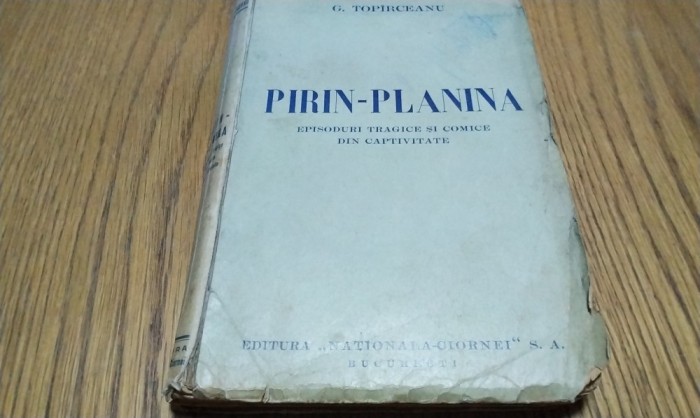 G. TOPÎRCEANU
PIRIN-PLANINA
EPISODURI TRAGICE ȘI COMICE
DIN CAPTIVITATE
EDITURA „NAȚIONALA-CIORNEI“ S. A.
BUCUREȘTI